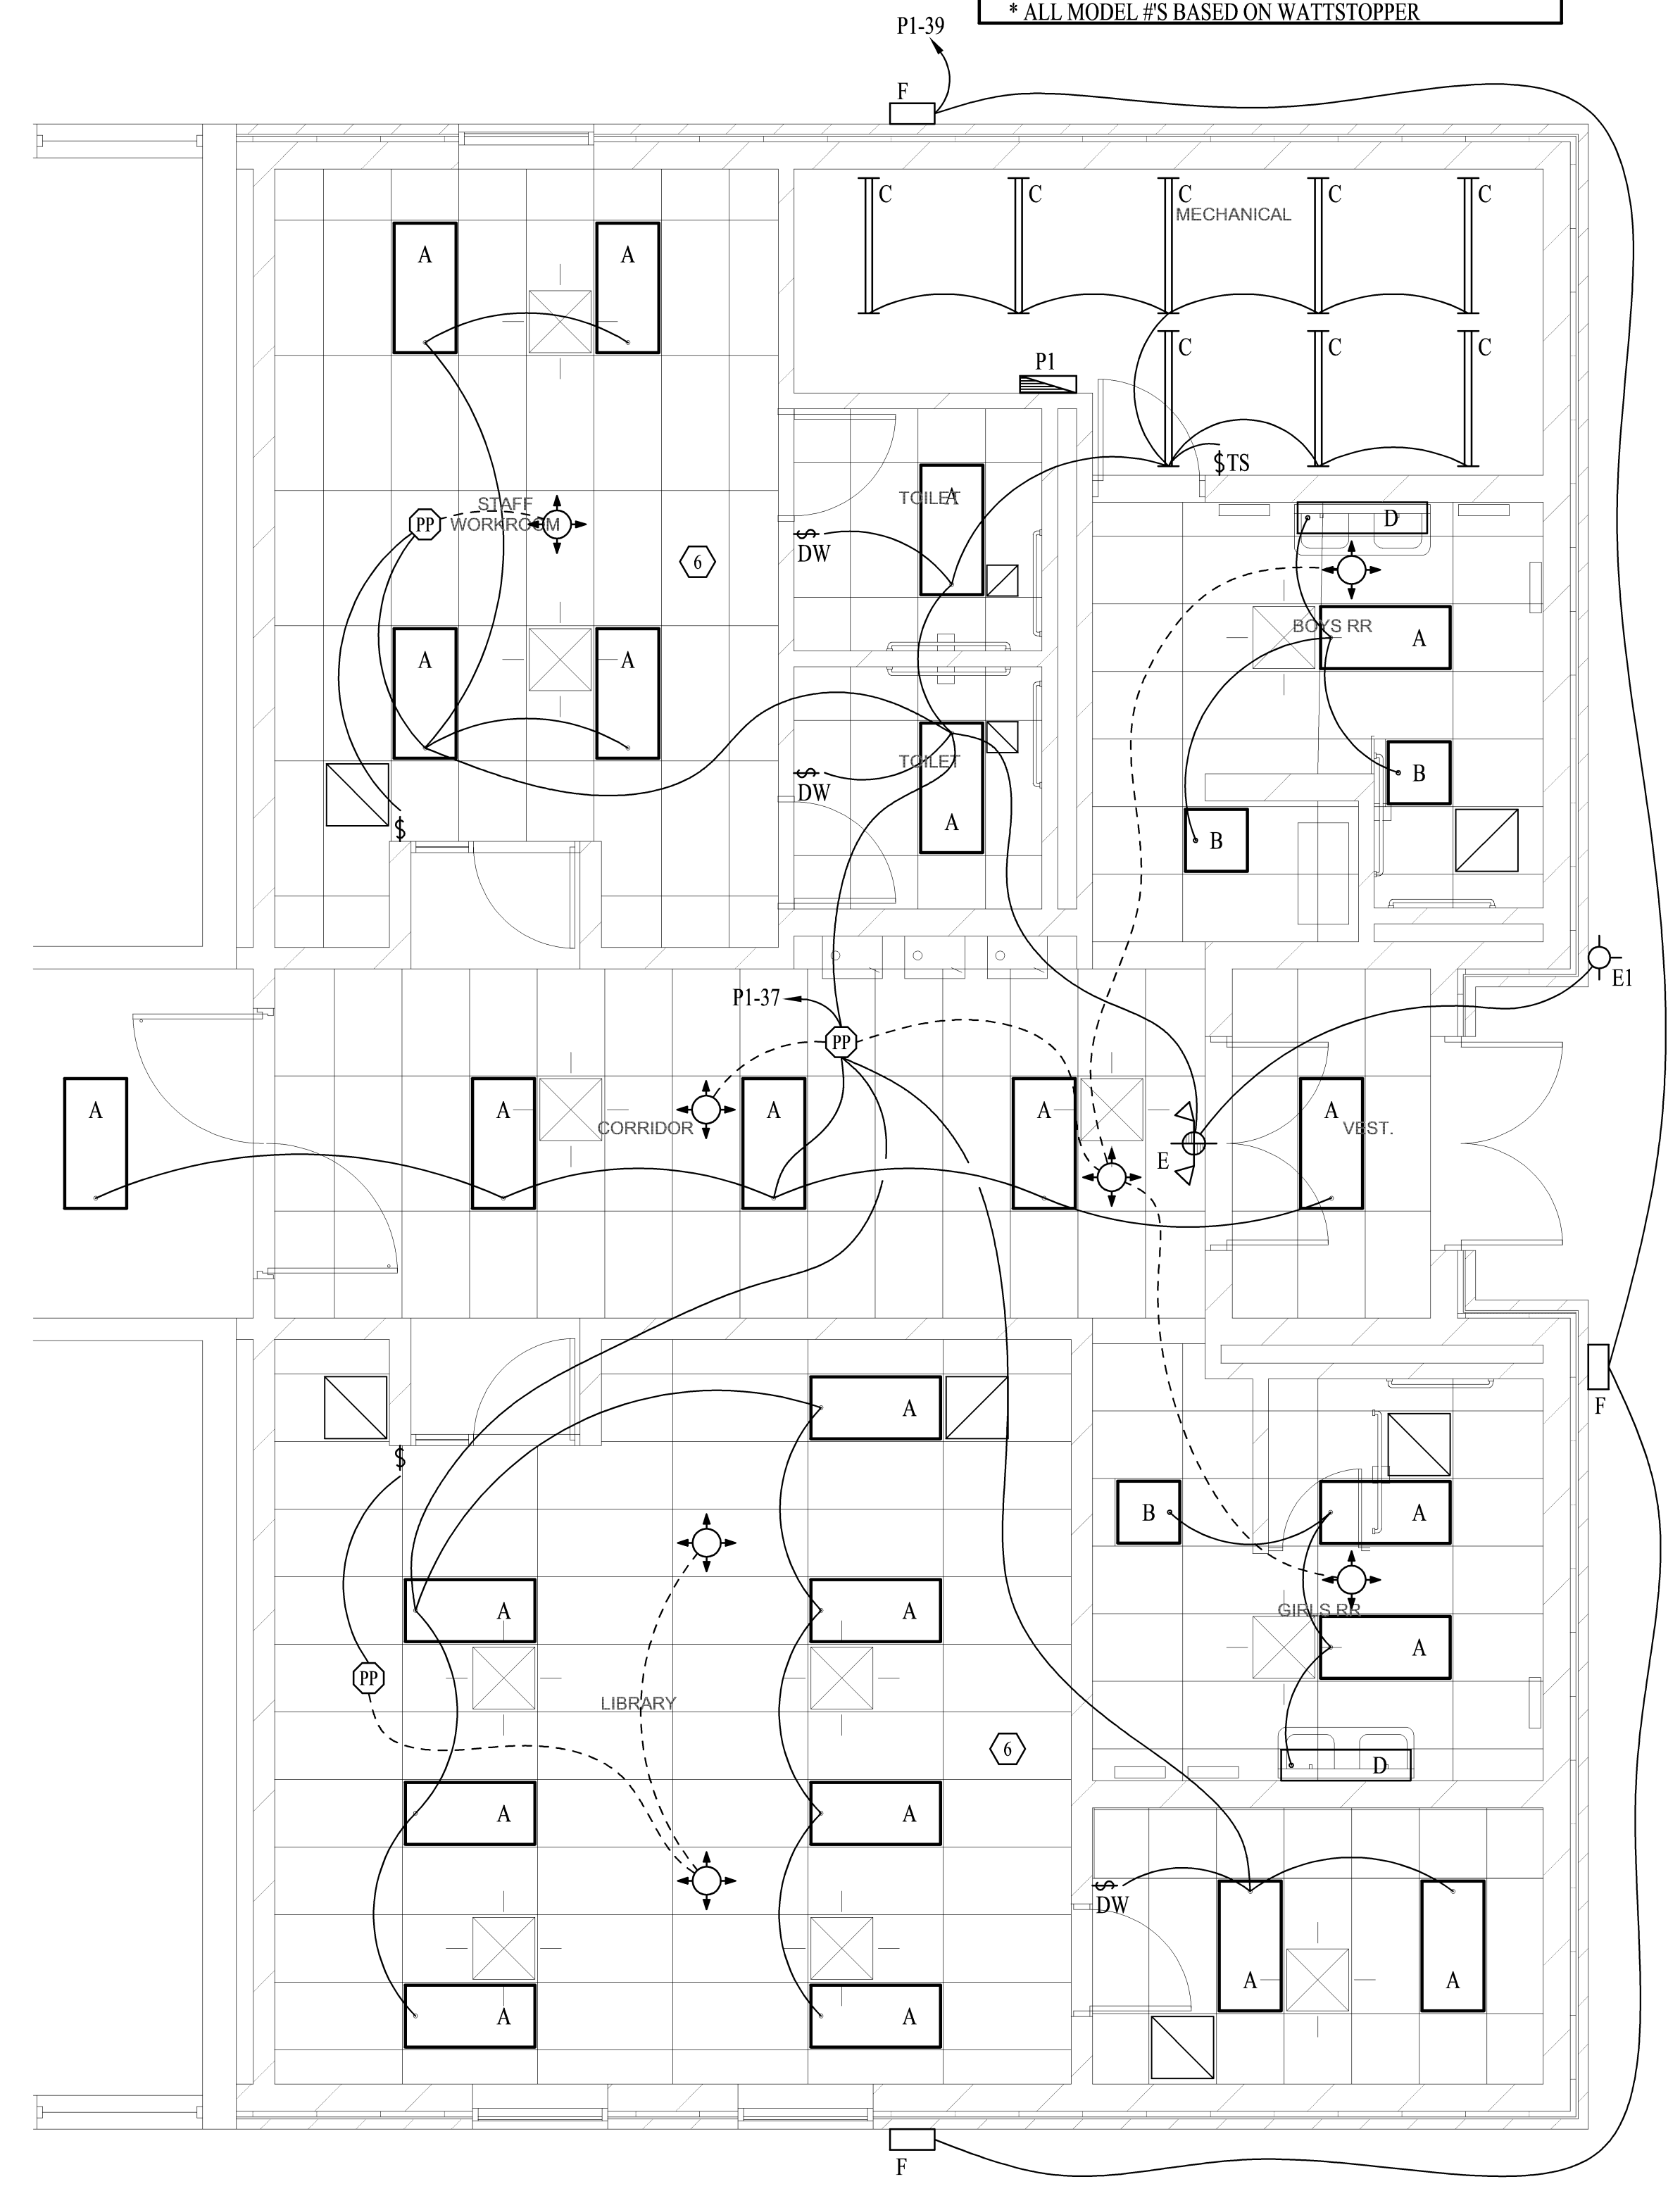 * ALL MODEL #'S BASED ON WATTSTOPPER
P1-39
F
C C C C C
MECHANICAL
A A
P1
C C C
$TS
STAFF
WORKROOM
PP
6
TOILET
A
$
DW
D
BOYS RR
A
A A
TOILET
$
DW
A
B
B
$
P1-37
PP
E1
A A A A A
CORRIDOR
VEST.
E
F
A
$
B
A
A A
GIRLS RR
A
PP
LIBRARY
6
D
A A
$
DW
A A
A A
F